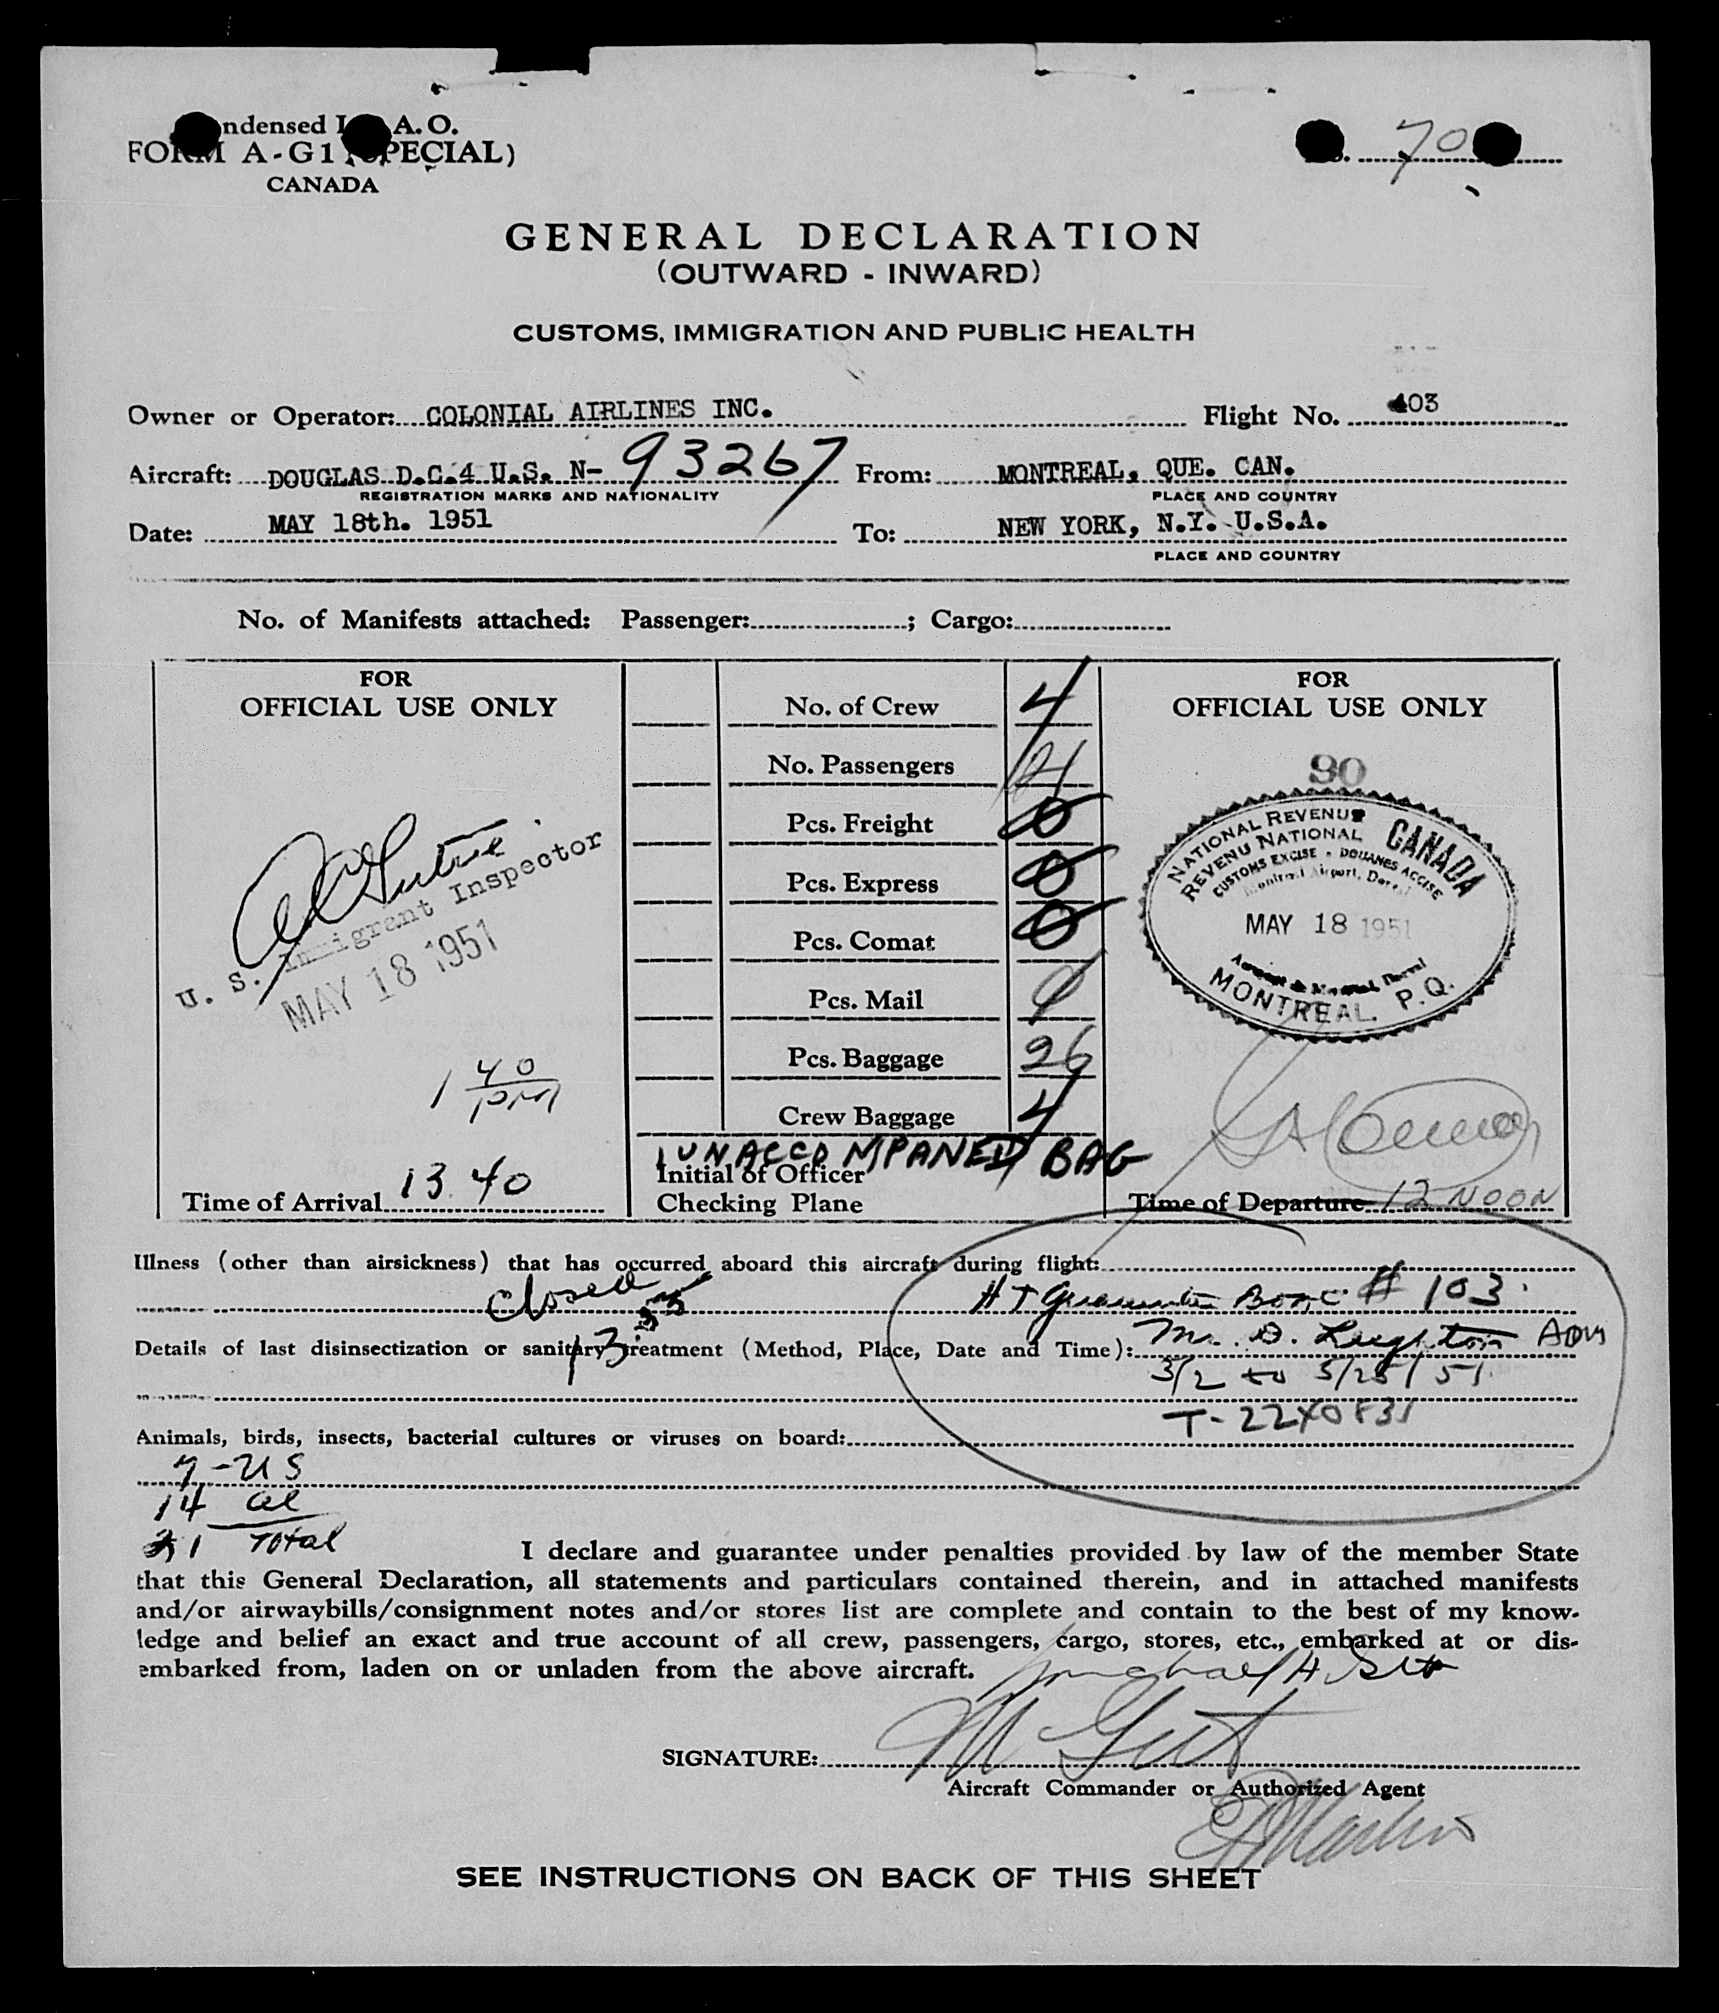 ndensed I A. O.
FORM A - G 1 (SPECIAL)
CANADA
70
GENERAL DECLARATION
(OUTWARD - INWARD)
CUSTOMS, IMMIGRATION AND PUBLIC HEALTH
Owner or Operator: COLONIAL AIRLINES INC. Flight No. 403
Aircraft: DOUGLAS D.C.4 U.S. N- 93267 From: MONTREAL, QUE. CAN.
REGISTRATION MARKS AND NATIONALITY PLACE AND COUNTRY
Date: MAY 18th. 1951 To: NEW YORK, N.Y. U.S.A.
PLACE AND COUNTRY
No. of Manifests attached: Passenger: ; Cargo:
FOR
OFFICIAL USE ONLY
U. S. Immigrant Inspector
MAY 18 1951
1 40
PM
Time of Arrival 13 40
No. of Crew 4
No. Passengers
Pcs. Freight 0
Pcs. Express 0
Pcs. Comat 0
Pcs. Mail
Pcs. Baggage 26
Crew Baggage 4
1 UNACCOMPANED BAG
Initial of Officer
Checking Plane
FOR
OFFICIAL USE ONLY
90
NATIONAL REVENUE
REVENU NATIONAL
CANADA
CUSTOMS EXCISE - DOUANES ACCISE
Montreal Airport, Dorval
MAY 18 1951
MONTREAL, P.Q.
Time of Departure 12 NOON
Illness (other than airsickness) that has occurred aboard this aircraft during flight:
closed # 103
Details of last disinsectization or sanitary treatment (Method, Place, Date and Time): Leighton
5/25/51
Animals, birds, insects, bacterial cultures or viruses on board:
7 - US
14 al
21 Total
I declare and guarantee under penalties provided by law of the member State
that this General Declaration, all statements and particulars contained therein, and in attached manifests
and/or airwaybills/consignment notes and/or stores list are complete and contain to the best of my know-
ledge and belief an exact and true account of all crew, passengers, cargo, stores, etc., embarked at or dis-
embarked from, laden on or unladen from the above aircraft.
SIGNATURE:
Aircraft Commander or Authorized Agent
SEE INSTRUCTIONS ON BACK OF THIS SHEET